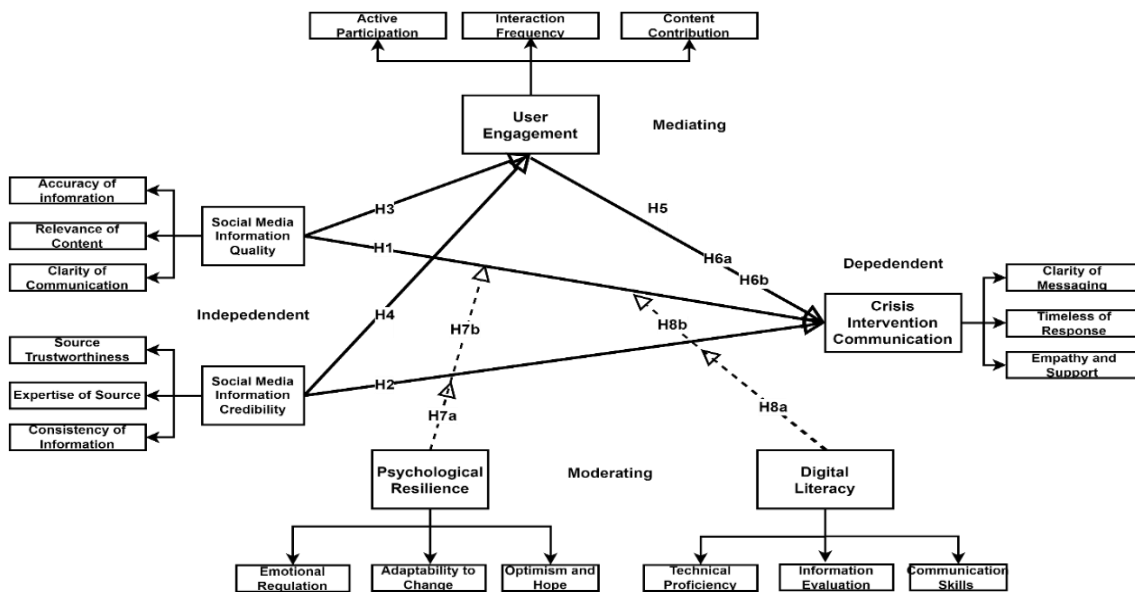 Active
Participation
Interaction
Frequency
Content
Contribution
User
Engagement
Mediating
Accuracy of
infomration
Relevance of
Content
Clarity of
Communication
Social Media
Information
Quality
H3
H1
H5
H6a
H6b
Depedendent
Clarity of
Messaging
Timeless of
Response
Empathy and
Support
Crisis
Intervention
Communication
Indepedendent
H4
H7b
H8b
Source
Trustworthiness
Expertise of Source
Consistency of
Information
Social Media
Information
Credibility
H2
H7a
H8a
Psychological
Resilience
Moderating
Digital
Literacy
Emotional
Regulation
Adaptability to
Change
Optimism and
Hope
Technical
Proficiency
Information
Evaluation
Communication
Skills